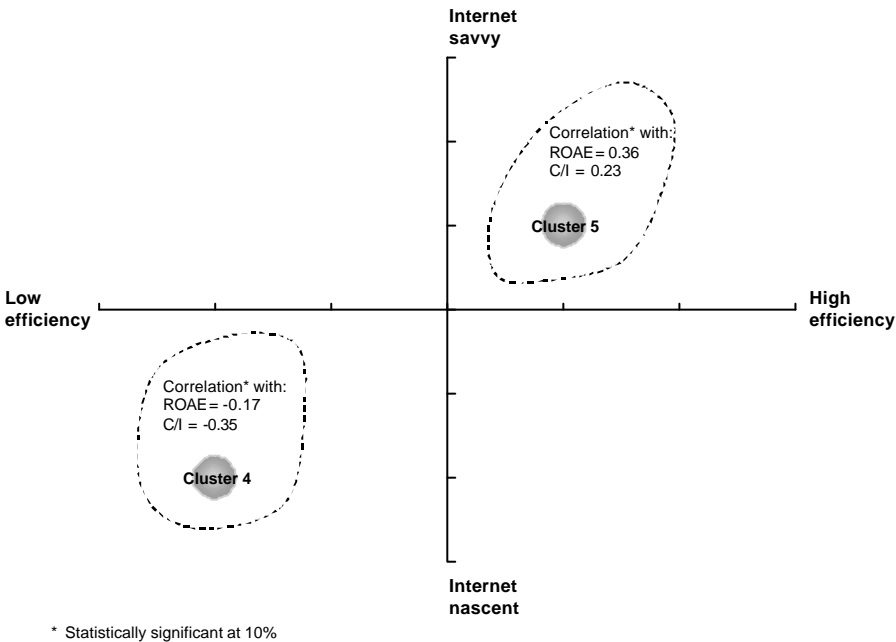 Internet
savvy
Correlation* with:
ROAE = 0.36
C/I = 0.23
Cluster 5
Low
efficiency
High
efficiency
Correlation* with:
ROAE = -0.17
C/I = -0.35
Cluster 4
Internet
nascent
* Statistically significant at 10%